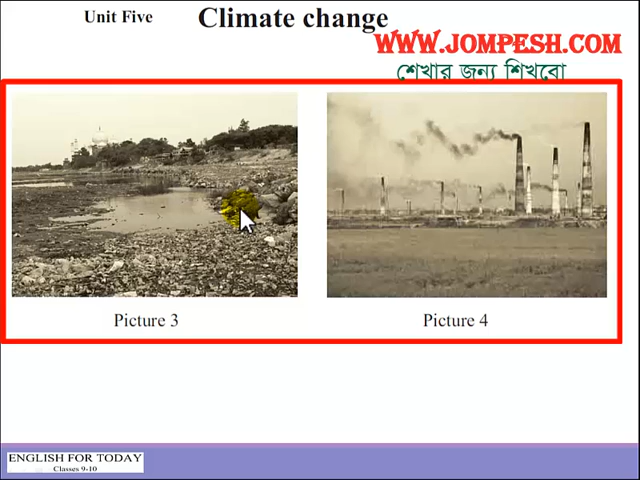 Unit Five
Climate change
WWW.JOMPESH.COM
শেখার জন্য শিখবো
Picture 3
Picture 4
ENGLISH FOR TODAY
Classes 9-10